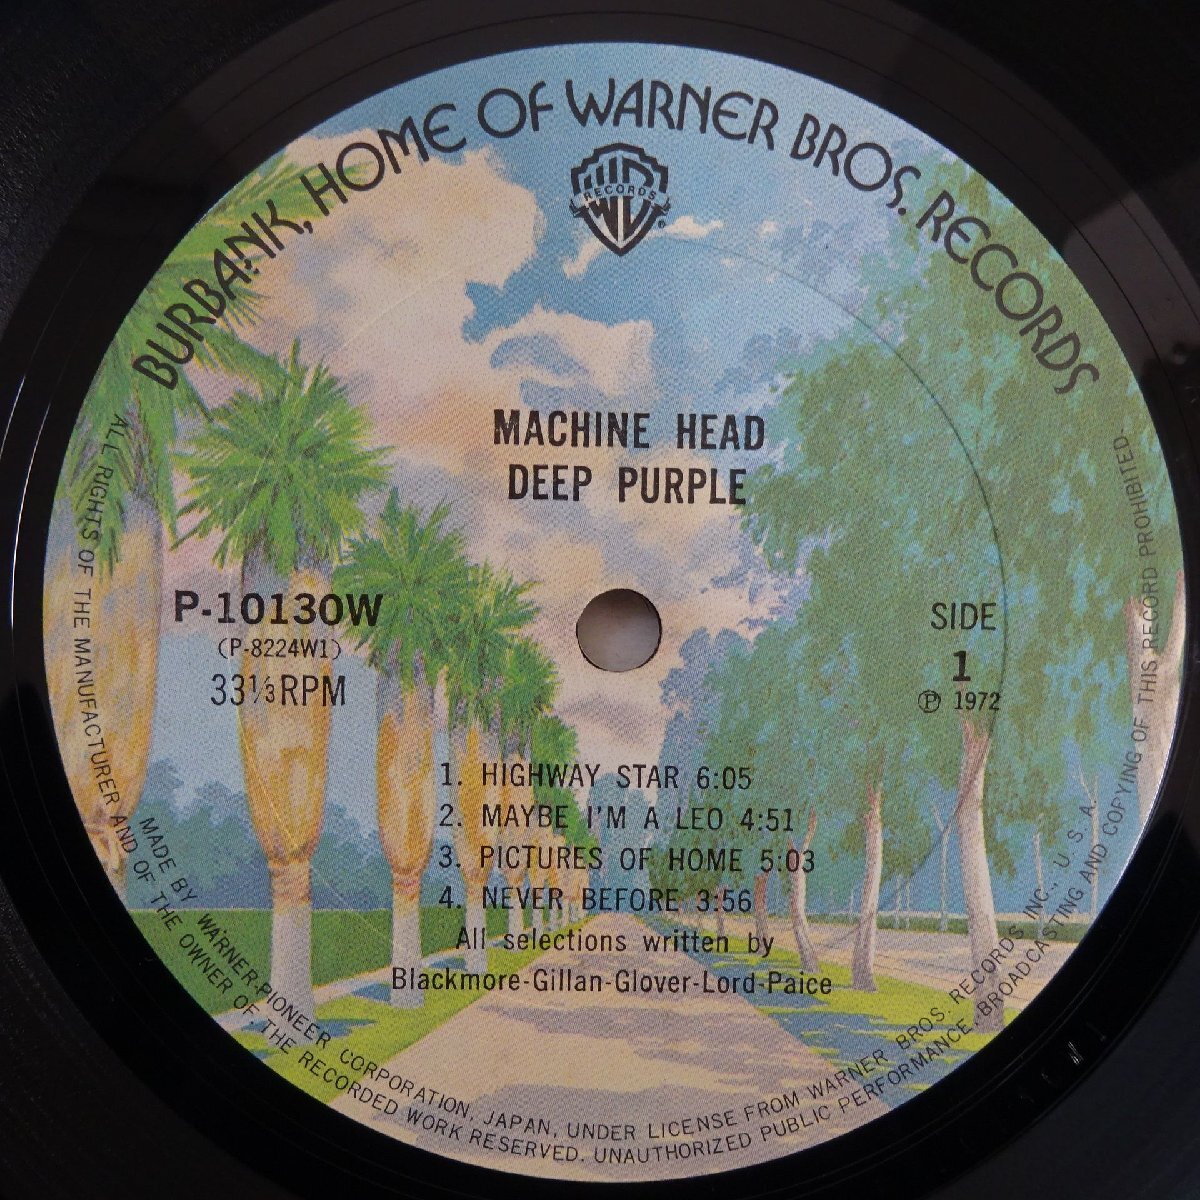 BURBANK, HOME OF WARNER BROS. RECORDS
W RECORDS
®
MACHINE HEAD
DEEP PURPLE
P-10130W
(P-8224W1)
33⅓RPM
SIDE
1
℗ 1972
1. HIGHWAY STAR 6:05
2. MAYBE I'M A LEO 4:51
3. PICTURES OF HOME 5:03
4. NEVER BEFORE 3:56
All selections written by
Blackmore-Gillan-Glover-Lord-Paice
MADE BY WARNER-PIONEER CORPORATION, JAPAN, UNDER LICENSE FROM WARNER BROS. RECORDS INC., U. S. A.
ALL RIGHTS OF THE MANUFACTURER AND OF THE OWNER OF THE RECORDED WORK RESERVED. UNAUTHORIZED PUBLIC PERFORMANCE, BROADCASTING AND COPYING OF THIS RECORD PROHIBITED.